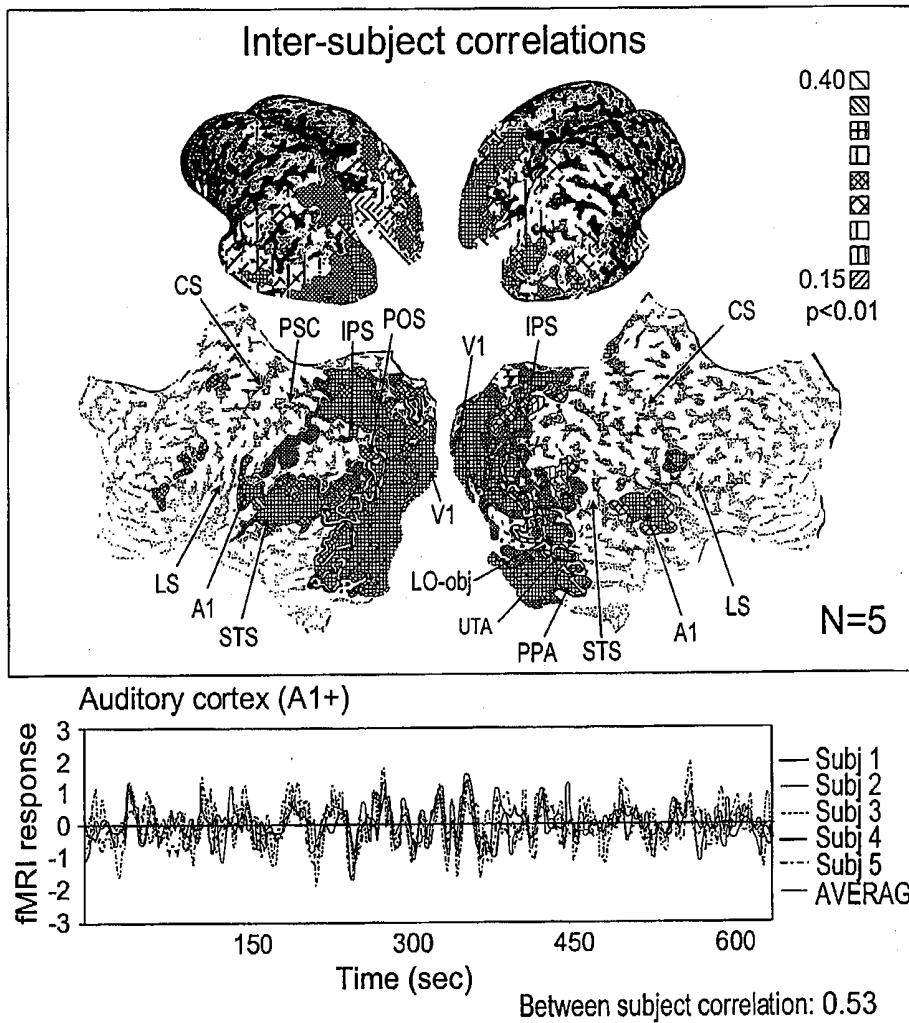 Inter-subject correlations
0.40
0.15
p<0.01
CS
PSC
IPS
POS
V1
IPS
CS
V1
LS
A1
STS
LO-obj
UTA
PPA
STS
A1
LS
N=5
Auditory cortex (A1+)
fMRI response
3
2
1
0
-1
-2
-3
150 300 450 600
Time (sec)
Subj 1
Subj 2
Subj 3
Subj 4
Subj 5
AVERAG
Between subject correlation: 0.53